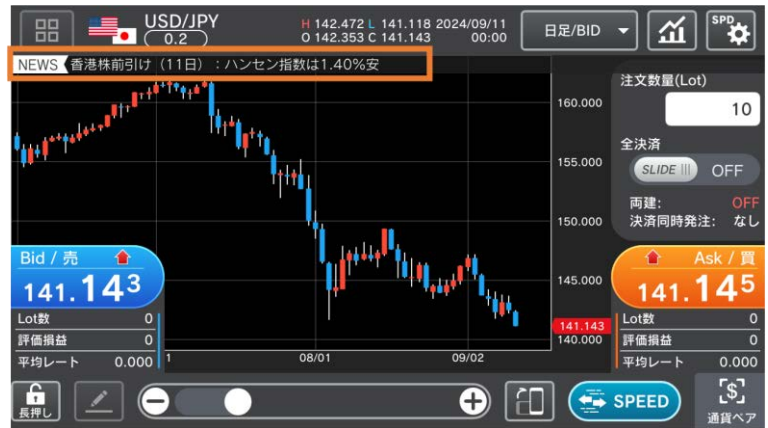 USD/JPY
0.2
H 142.472 L 141.118 2024/09/11
O 142.353 C 141.143 00:00
日足/BID
SPD
NEWS 香港株前引け（11日）：ハンセン指数は1.40%安
注文数量(Lot)
10
全決済
SLIDE OFF
両建: OFF
決済同時発注: なし
160.000
155.000
150.000
145.000
141.143
140.000
1 08/01 09/02
Bid / 売
141.143
Lot数 0
評価損益 0
平均レート 0.000
Ask / 買
141.145
Lot数 0
評価損益 0
平均レート 0.000
長押し
SPEED
[$]
通貨ペア